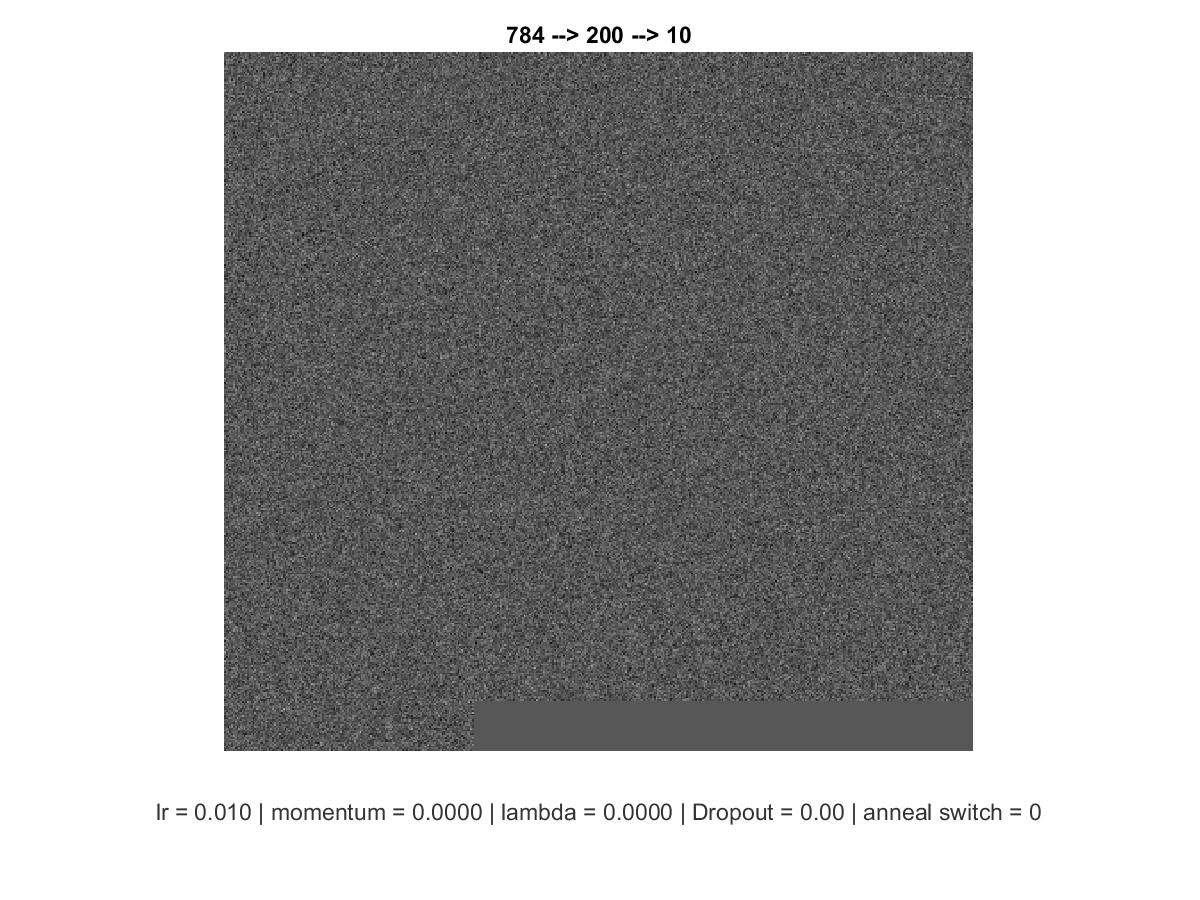 784 --> 200 --> 10
lr = 0.010 | momentum = 0.0000 | lambda = 0.0000 | Dropout = 0.00 | anneal switch = 0